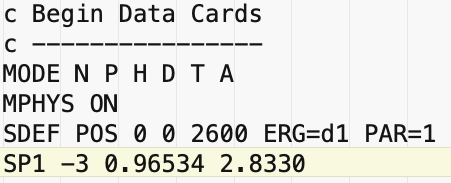 c Begin Data Cards
c ---------------
MODE N P H D T A
MPHYS ON
SDEF POS 0 0 2600 ERG=d1 PAR=1
SP1 -3 0.96534 2.8330